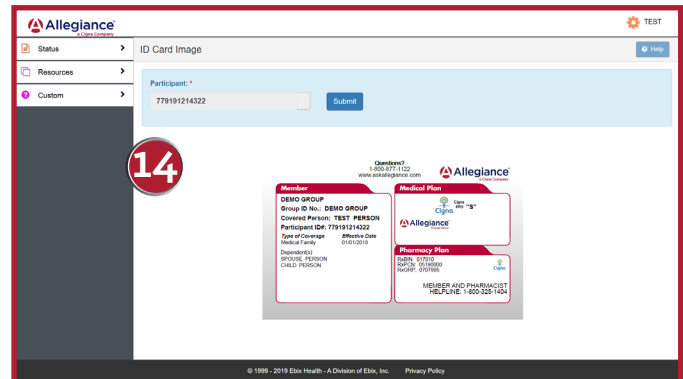 Allegiance
a Cigna Company
TEST
Status
Resources
Custom
ID Card Image
Help
Participant: *
779191214322
Submit
14
Questions?
1-800-877-1122
www.askallegiance.com
Allegiance
a Cigna Company
Member
DEMO GROUP
Group ID No.: DEMO GROUP
Covered Person: TEST PERSON
Participant ID#: 779191214322
Type of Coverage Effective Date
Medical Family 01/01/2018
Dependent(s)
SPOUSE PERSON
CHILD PERSON
Medical Plan
Cigna
Cigna PPO "S"
Allegiance
Pharmacy Plan
RxBIN: 017010
RxPCN: 05190000
RxGRP: 0707885
Cigna
MEMBER AND PHARMACIST
HELPLINE: 1-800-325-1404
© 1999 - 2019 Ebix Health - A Division of Ebix, Inc. Privacy Policy